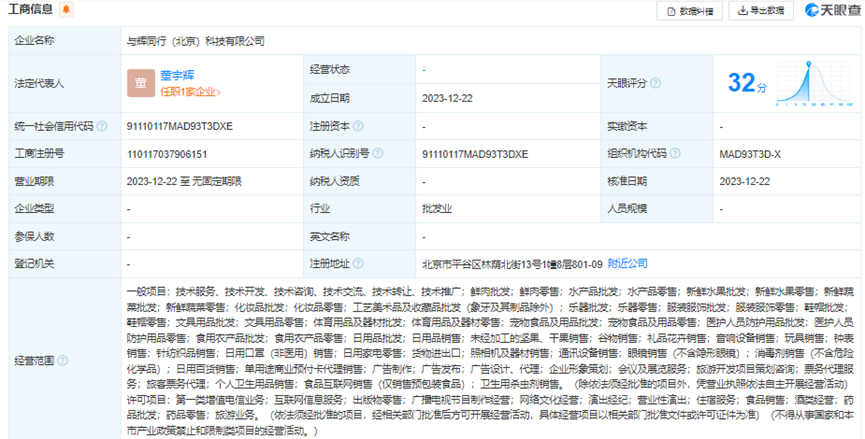 工商信息 数据纠错 导出数据 天眼查
企业名称 与辉同行（北京）科技有限公司
法定代表人 董 董宇辉 任职1家企业> 经营状态 - 天眼评分 32分
成立日期 2023-12-22
统一社会信用代码 91110117MAD93T3DXE 注册资本 - 实缴资本 -
工商注册号 110117037906151 纳税人识别号 91110117MAD93T3DXE 组织机构代码 MAD93T3D-X
营业期限 2023-12-22 至 无固定期限 纳税人资质 - 核准日期 2023-12-22
企业类型 - 行业 批发业 人员规模 -
参保人数 - 英文名称 -
登记机关 - 注册地址 北京市平谷区林荫北街13号1幢8层801-09 附近公司
经营范围
一般项目：技术服务、技术开发、技术咨询、技术交流、技术转让、技术推广；鲜肉批发；鲜肉零售；水产品批发；水产品零售；新鲜水果批发；新鲜水果零售；新鲜蔬
菜批发；新鲜蔬菜零售；化妆品批发；化妆品零售；工艺美术品及收藏品批发（象牙及其制品除外）；乐器批发；乐器零售；服装服饰批发；服装服饰零售；鞋帽批发；
鞋帽零售；文具用品批发；文具用品零售；体育用品及器材批发；体育用品及器材零售；宠物食品及用品批发；宠物食品及用品零售；医护人员防护用品批发；医护人员
防护用品零售；食用农产品批发；食用农产品零售；日用品批发；日用品销售；未经加工的坚果、干果销售；谷物销售；礼品花卉销售；音响设备销售；玩具销售；钟表
销售；针纺织品销售；日用口罩（非医用）销售；日用家电零售；货物进出口；照相机及器材销售；通讯设备销售；眼镜销售（不含隐形眼镜）；消毒剂销售（不含危险
化学品）；日用百货销售；单用途商业预付卡代理销售；广告制作；广告发布；广告设计、代理；企业形象策划；会议及展览服务；旅游开发项目策划咨询；票务代理服
务；旅客票务代理；个人卫生用品销售；食品互联网销售（仅销售预包装食品）；卫生用杀虫剂销售。（除依法须经批准的项目外，凭营业执照依法自主开展经营活动）
许可项目：第一类增值电信业务；互联网信息服务；出版物零售；广播电视节目制作经营；网络文化经营；演出经纪；营业性演出；住宿服务；食品销售；酒类经营；药
品批发；药品零售；旅游业务。（依法须经批准的项目，经相关部门批准后方可开展经营活动，具体经营项目以相关部门批准文件或许可证件为准）（不得从事国家和本
市产业政策禁止和限制类项目的经营活动。）